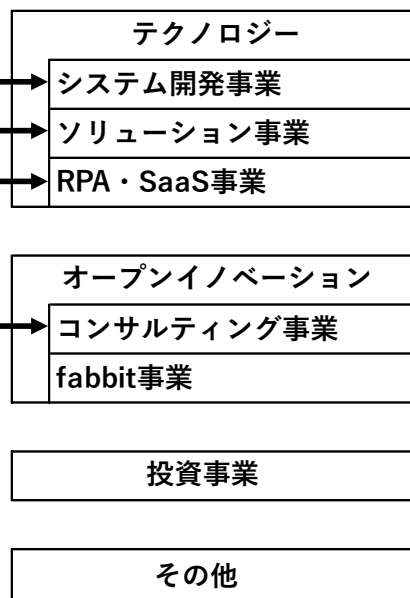 テクノロジー
システム開発事業
ソリューション事業
RPA・SaaS事業
オープンイノベーション
コンサルティング事業
fabbit事業
投資事業
その他